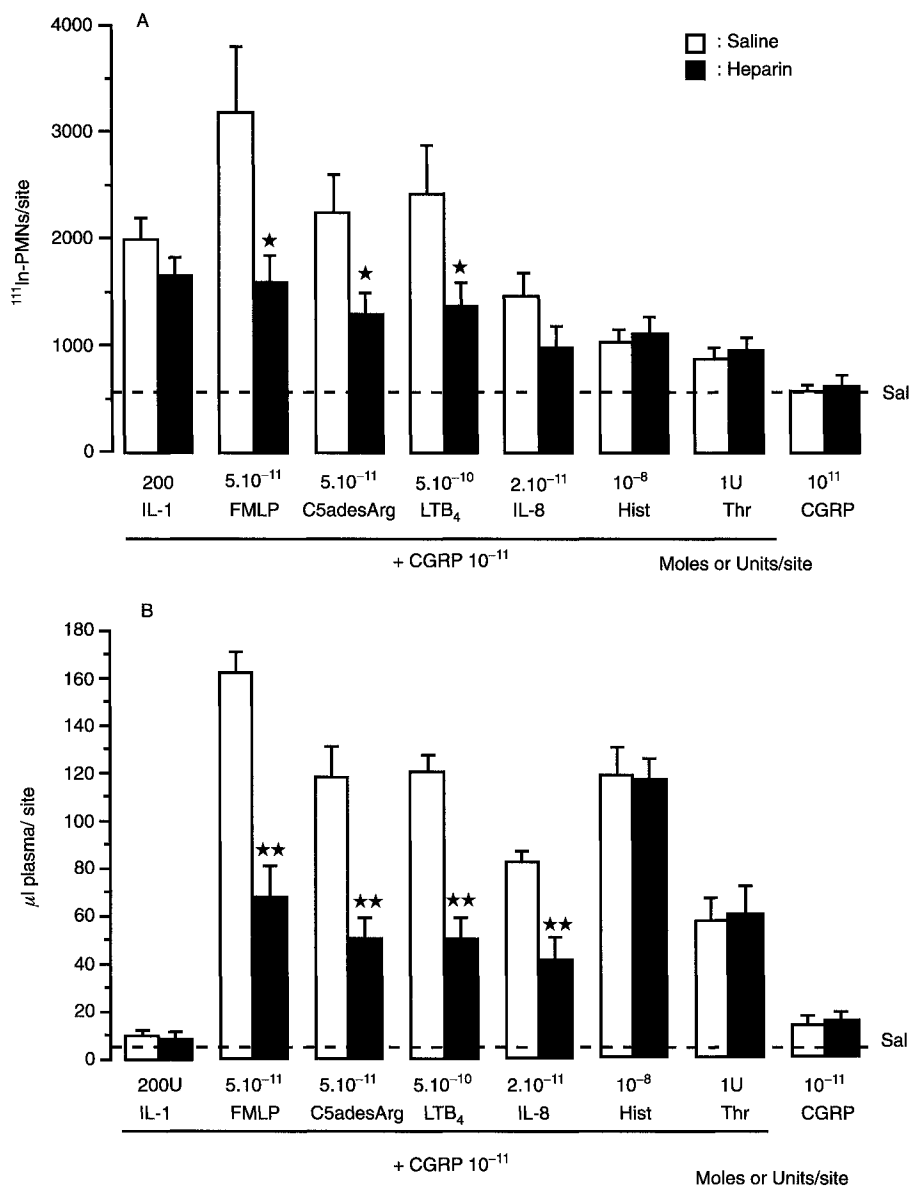 A
4000
3000
2000
1000
0
¹¹¹In-PMNs/site
: Saline
: Heparin
Sal
200 5.10⁻¹¹ 5.10⁻¹¹ 5.10⁻¹⁰ 2.10⁻¹¹ 10⁻⁸ 1U 10¹¹
IL-1 FMLP C5adesArg LTB₄ IL-8 Hist Thr CGRP
+ CGRP 10⁻¹¹ Moles or Units/site
B
180
160
140
120
100
80
60
40
20
0
µl plasma/ site
Sal
200U 5.10⁻¹¹ 5.10⁻¹¹ 5.10⁻¹⁰ 2.10⁻¹¹ 10⁻⁸ 1U 10⁻¹¹
IL-1 FMLP C5adesArg LTB₄ IL-8 Hist Thr CGRP
+ CGRP 10⁻¹¹
Moles or Units/site